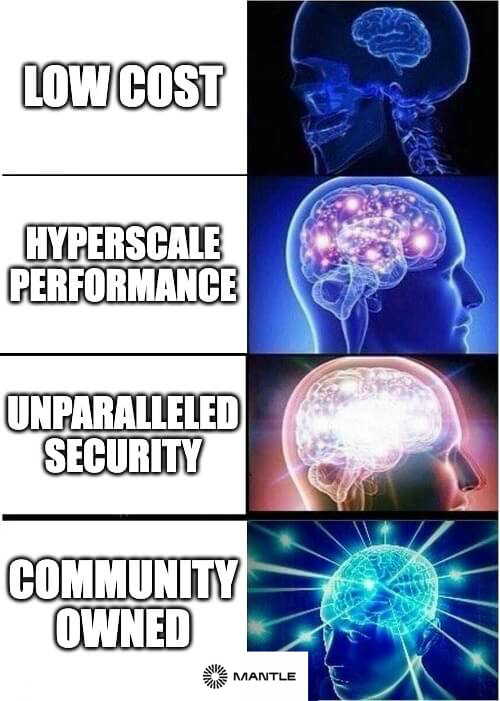 LOW COST
HYPERSCALE
PERFORMANCE
UNPARALLELED
SECURITY
COMMUNITY
OWNED
MANTLE